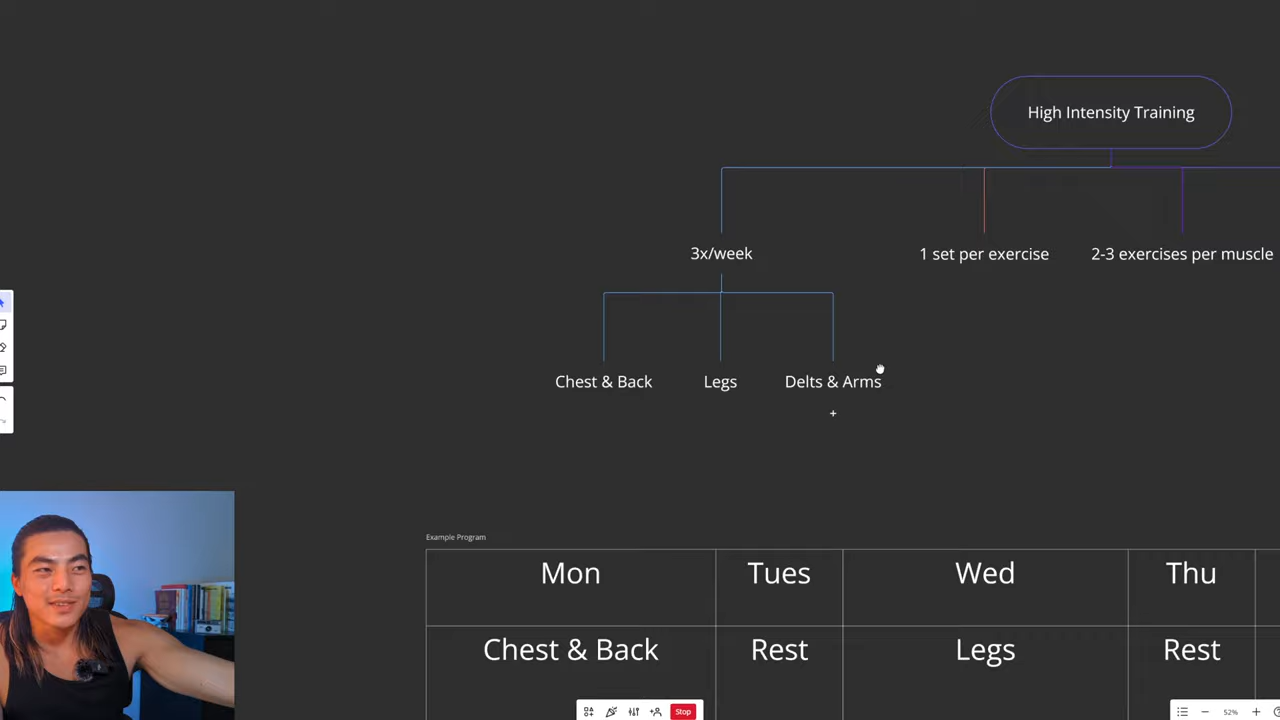 High Intensity Training
3x/week
1 set per exercise
2-3 exercises per muscle
Chest & Back
Legs
Delts & Arms
+
Example Program
Mon
Tues
Wed
Thu
Chest & Back
Rest
Legs
Rest
Stop
52%